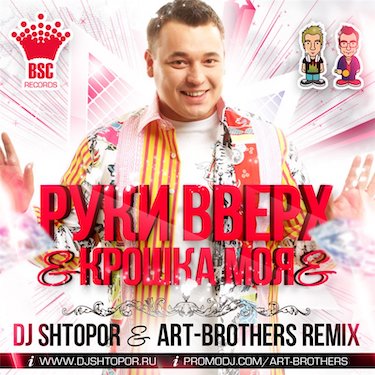 BSC
RECORDS
РУКИ ВВЕРХ
& КРОШКА МОЯ &
DJ SHTOPOR & ART-BROTHERS REMIX
i WWW.DJSHTOPOR.RU i PROMODJ.COM/ART-BROTHERS